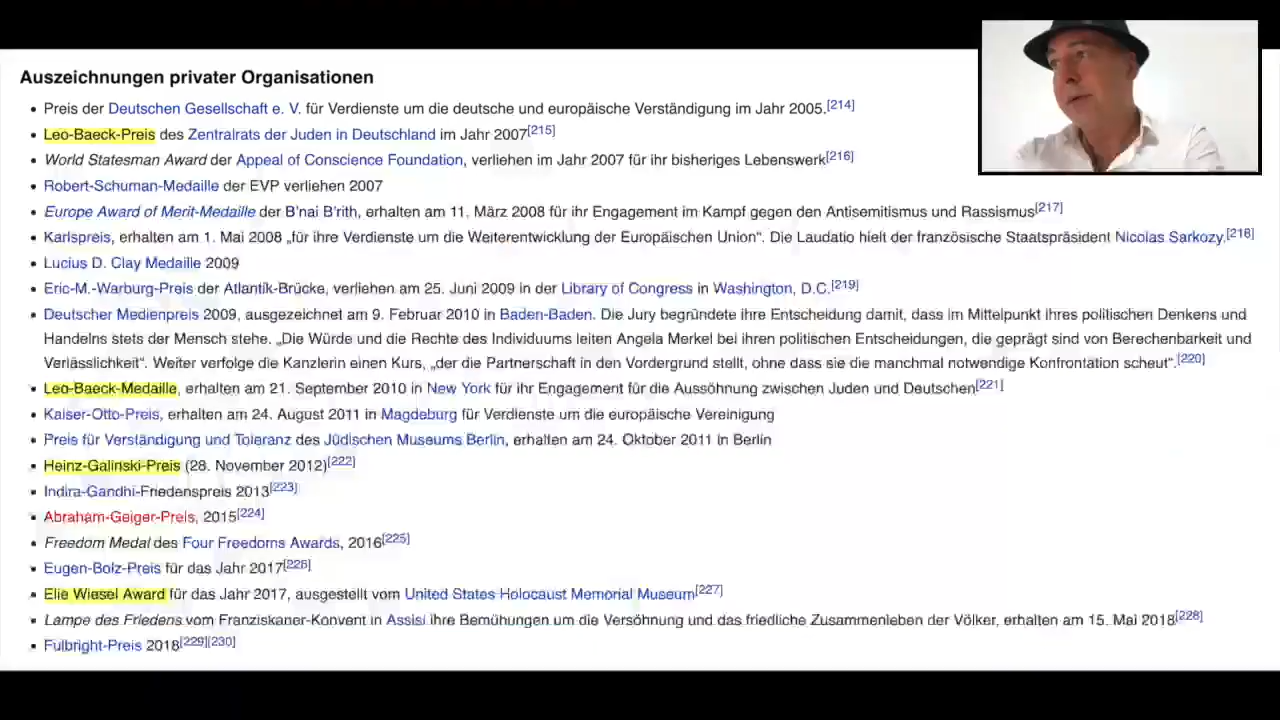 Auszeichnungen privater Organisationen
• Preis der Deutschen Gesellschaft e. V. für Verdienste um die deutsche und europäische Verständigung im Jahr 2005.[214]
• Leo-Baeck-Preis des Zentralrats der Juden in Deutschland im Jahr 2007[215]
• World Statesman Award der Appeal of Conscience Foundation, verliehen im Jahr 2007 für ihr bisheriges Lebenswerk[216]
• Robert-Schuman-Medaille der EVP verliehen 2007
• Europe Award of Merit-Medaille der B'nai B'rith, erhalten am 11. März 2008 für ihr Engagement im Kampf gegen den Antisemitismus und Rassismus[217]
• Karlspreis, erhalten am 1. Mai 2008 „für ihre Verdienste um die Weiterentwicklung der Europäischen Union“. Die Laudatio hielt der französische Staatspräsident Nicolas Sarkozy.[218]
• Lucius D. Clay Medaille 2009
• Eric-M.-Warburg-Preis der Atlantik-Brücke, verliehen am 25. Juni 2009 in der Library of Congress in Washington, D.C.[219]
• Deutscher Medienpreis 2009, ausgezeichnet am 9. Februar 2010 in Baden-Baden. Die Jury begründete ihre Entscheidung damit, dass im Mittelpunkt ihres politischen Denkens und
Handelns stets der Mensch stehe. „Die Würde und die Rechte des Individuums leiten Angela Merkel bei ihren politischen Entscheidungen, die geprägt sind von Berechenbarkeit und
Verlässlichkeit“. Weiter verfolge die Kanzlerin einen Kurs, „der die Partnerschaft in den Vordergrund stellt, ohne dass sie die manchmal notwendige Konfrontation scheut“.[220]
• Leo-Baeck-Medaille, erhalten am 21. September 2010 in New York für ihr Engagement für die Aussöhnung zwischen Juden und Deutschen[221]
• Kaiser-Otto-Preis, erhalten am 24. August 2011 in Magdeburg für Verdienste um die europäische Vereinigung
• Preis für Verständigung und Toleranz des Jüdischen Museums Berlin, erhalten am 24. Oktober 2011 in Berlin
• Heinz-Galinski-Preis (28. November 2012)[222]
• Indira-Gandhi-Friedenspreis 2013[223]
• Abraham-Geiger-Preis, 2015[224]
• Freedom Medal des Four Freedoms Awards, 2016[225]
• Eugen-Bolz-Preis für das Jahr 2017[226]
• Elie Wiesel Award für das Jahr 2017, ausgestellt vom United States Holocaust Memorial Museum[227]
• Lampe des Friedens vom Franziskaner-Konvent in Assisi ihre Bemühungen um die Versöhnung und das friedliche Zusammenleben der Völker, erhalten am 15. Mai 2018[228]
• Fulbright-Preis 2018[229][230]